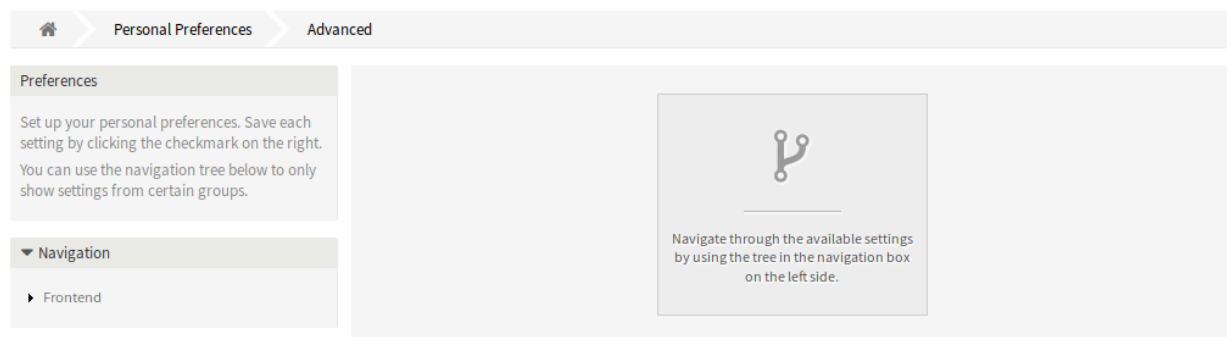 Personal Preferences
Advanced
Preferences
Set up your personal preferences. Save each
setting by clicking the checkmark on the right.
You can use the navigation tree below to only
show settings from certain groups.
Navigation
Frontend
Navigate through the available settings
by using the tree in the navigation box
on the left side.